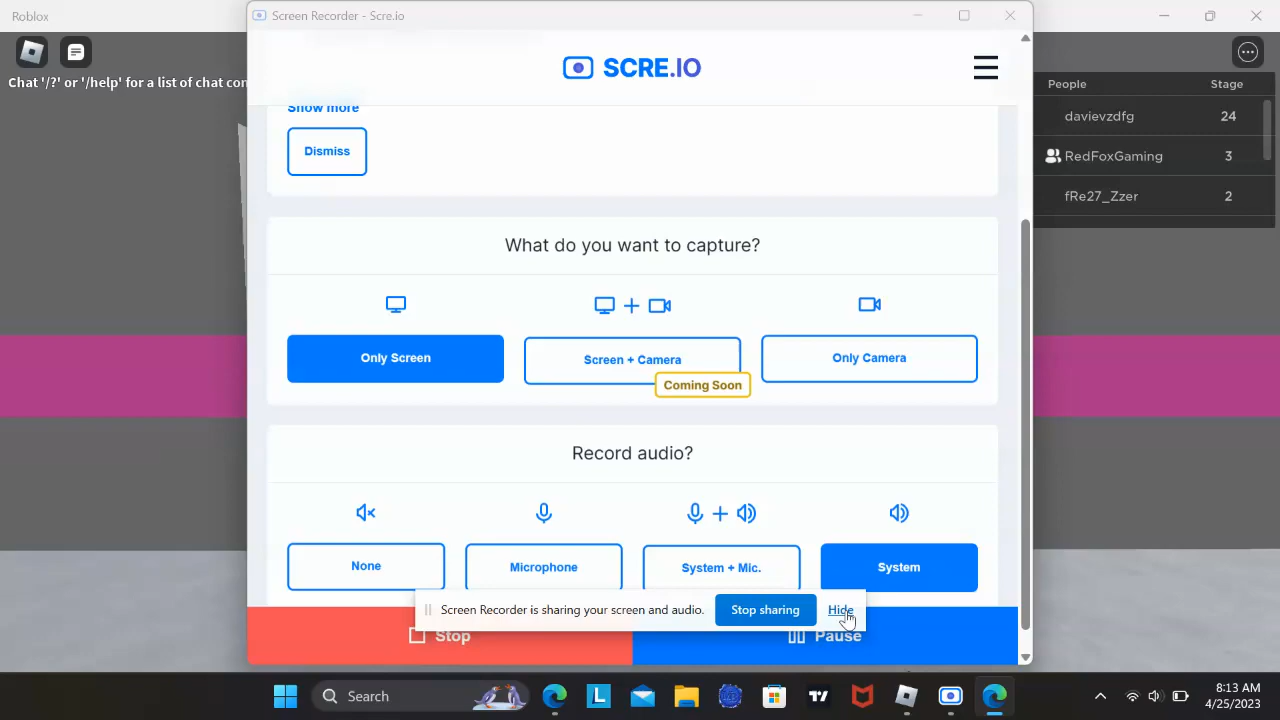 Roblox
Screen Recorder - Scre.io
SCRE.IO
Chat '/?' or '/help' for a list of chat con
People Stage
davievzdfg 24
RedFoxGaming 3
fRe27_Zzer 2
Show more
Dismiss
What do you want to capture?
Only Screen
Screen + Camera
Only Camera
Coming Soon
Record audio?
None
Microphone
System + Mic.
System
Screen Recorder is sharing your screen and audio. Stop sharing Hide
Stop
Pause
Search
L
8:13 AM
4/25/2023